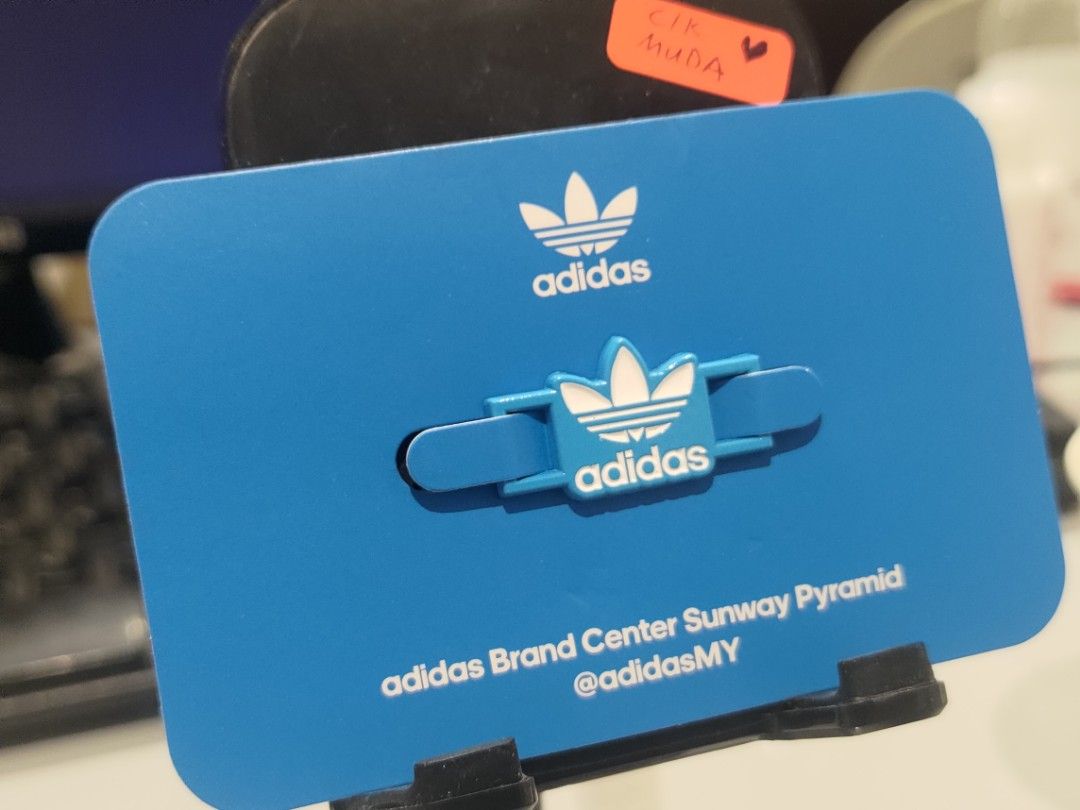 CIK
MUDA
adidas
adidas
adidas Brand Center Sunway Pyramid
@adidasMY